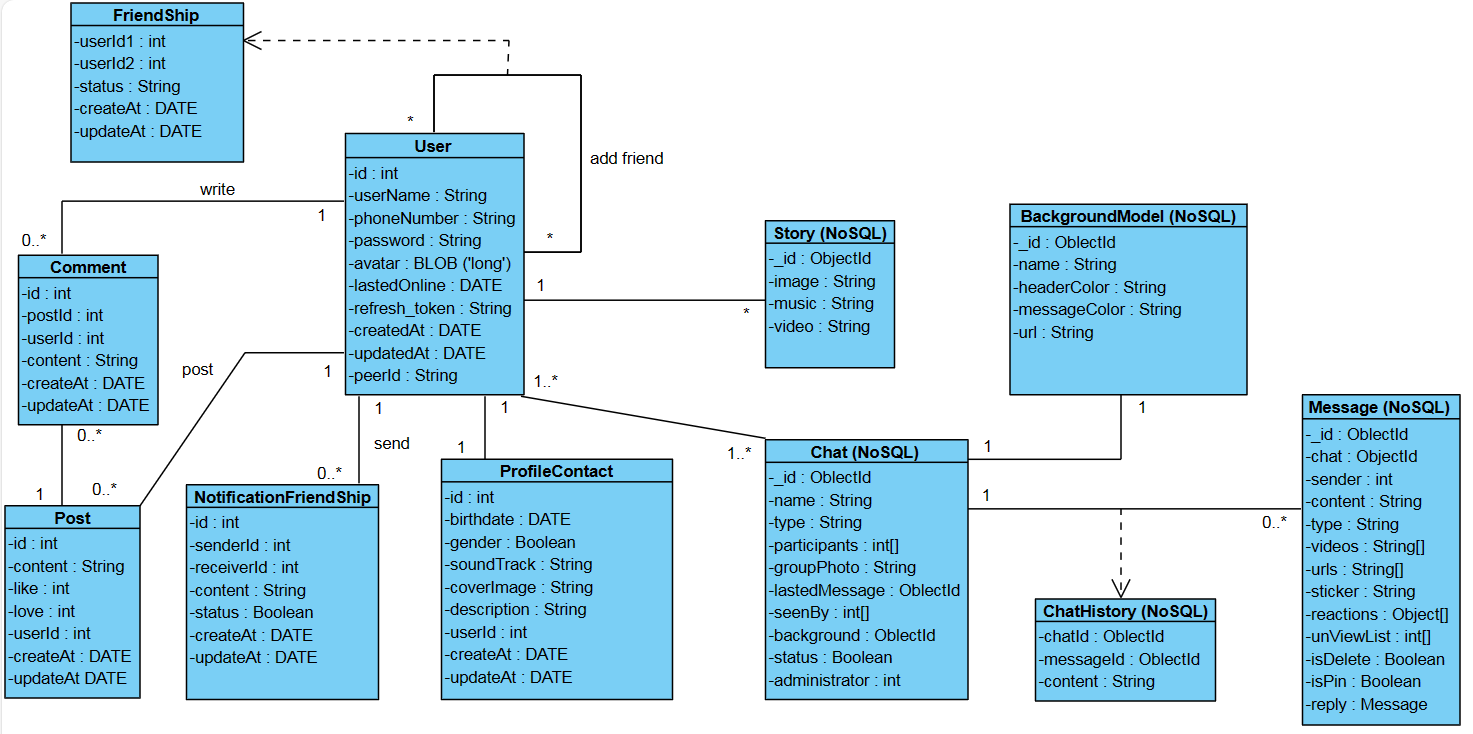 FriendShip
-userId1 : int
-userId2 : int
-status : String
-createAt : DATE
-updateAt : DATE
*
add friend
*
User
-id : int
-userName : String
-phoneNumber : String
-password : String
-avatar : BLOB ('long')
-lastedOnline : DATE
-refresh_token : String
-createdAt : DATE
-updatedAt : DATE
-peerId : String
write
1
0..*
Comment
-id : int
-postId : int
-userId : int
-content : String
-createAt : DATE
-updateAt : DATE
0..*
1
post
1
0..*
Post
-id : int
-content : String
-like : int
-love : int
-userId : int
-createAt : DATE
-updateAt DATE
1
send
0..*
NotificationFriendShip
-id : int
-senderId : int
-receiverId : int
-content : String
-status : Boolean
-createAt : DATE
-updateAt : DATE
1
1
ProfileContact
-id : int
-birthdate : DATE
-gender : Boolean
-soundTrack : String
-coverImage : String
-description : String
-userId : int
-createAt : DATE
-updateAt : DATE
1
*
Story (NoSQL)
-_id : ObjectId
-image : String
-music : String
-video : String
1..*
1..*
Chat (NoSQL)
-_id : ObjectId
-name : String
-type : String
-participants : int[]
-groupPhoto : String
-lastedMessage : OblectId
-seenBy : int[]
-background : OblectId
-status : Boolean
-administrator : int
BackgroundModel (NoSQL)
-_id : OblectId
-name : String
-headerColor : String
-messageColor : String
-url : String
1
1
1
0..*
ChatHistory (NoSQL)
-chatId : OblectId
-messageId : OblectId
-content : String
Message (NoSQL)
-_id : OblectId
-chat : ObjectId
-sender : int
-content : String
-type : String
-videos : String[]
-urls : String[]
-sticker : String
-reactions : Object[]
-unViewList : int[]
-isDelete : Boolean
-isPin : Boolean
-reply : Message